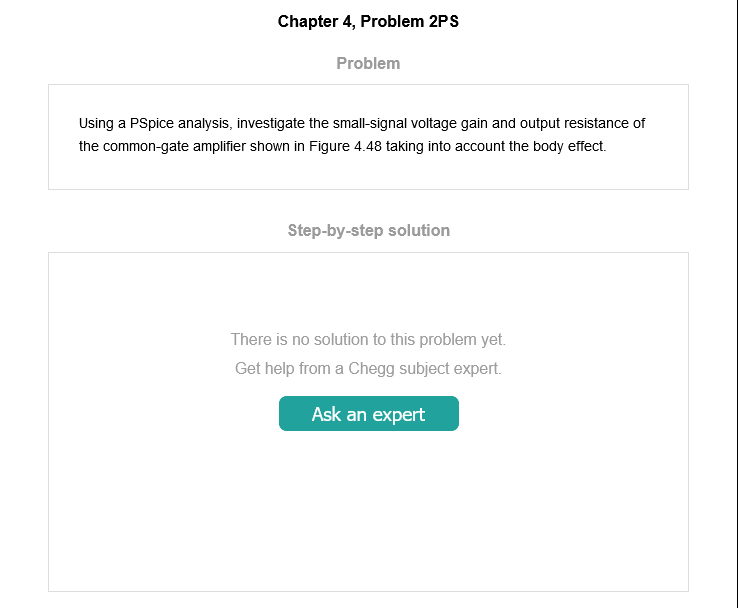 Chapter 4, Problem 2PS
Problem
Using a PSpice analysis, investigate the small-signal voltage gain and output resistance of
the common-gate amplifier shown in Figure 4.48 taking into account the body effect.
Step-by-step solution
There is no solution to this problem yet.
Get help from a Chegg subject expert.
Ask an expert